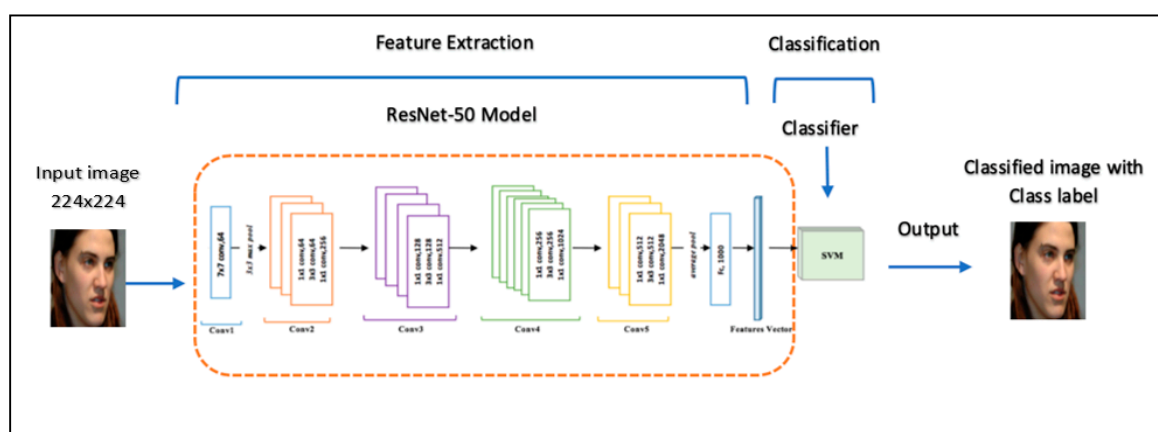 Feature Extraction
Classification
ResNet-50 Model
Classifier
Input image
224x224
Classified image with
Class label
Output
7x7 conv,64
3x3 max pool
1x1 conv,64
3x3 conv,64
1x1 conv,256
1x1 conv,128
3x3 conv,128
1x1 conv,512
1x1 conv,256
3x3 conv,256
1x1 conv,1024
1x1 conv,512
3x3 conv,512
1x1 conv,2048
average pool
Fc, 1000
SVM
Conv1
Conv2
Conv3
Conv4
Conv5
Features Vector